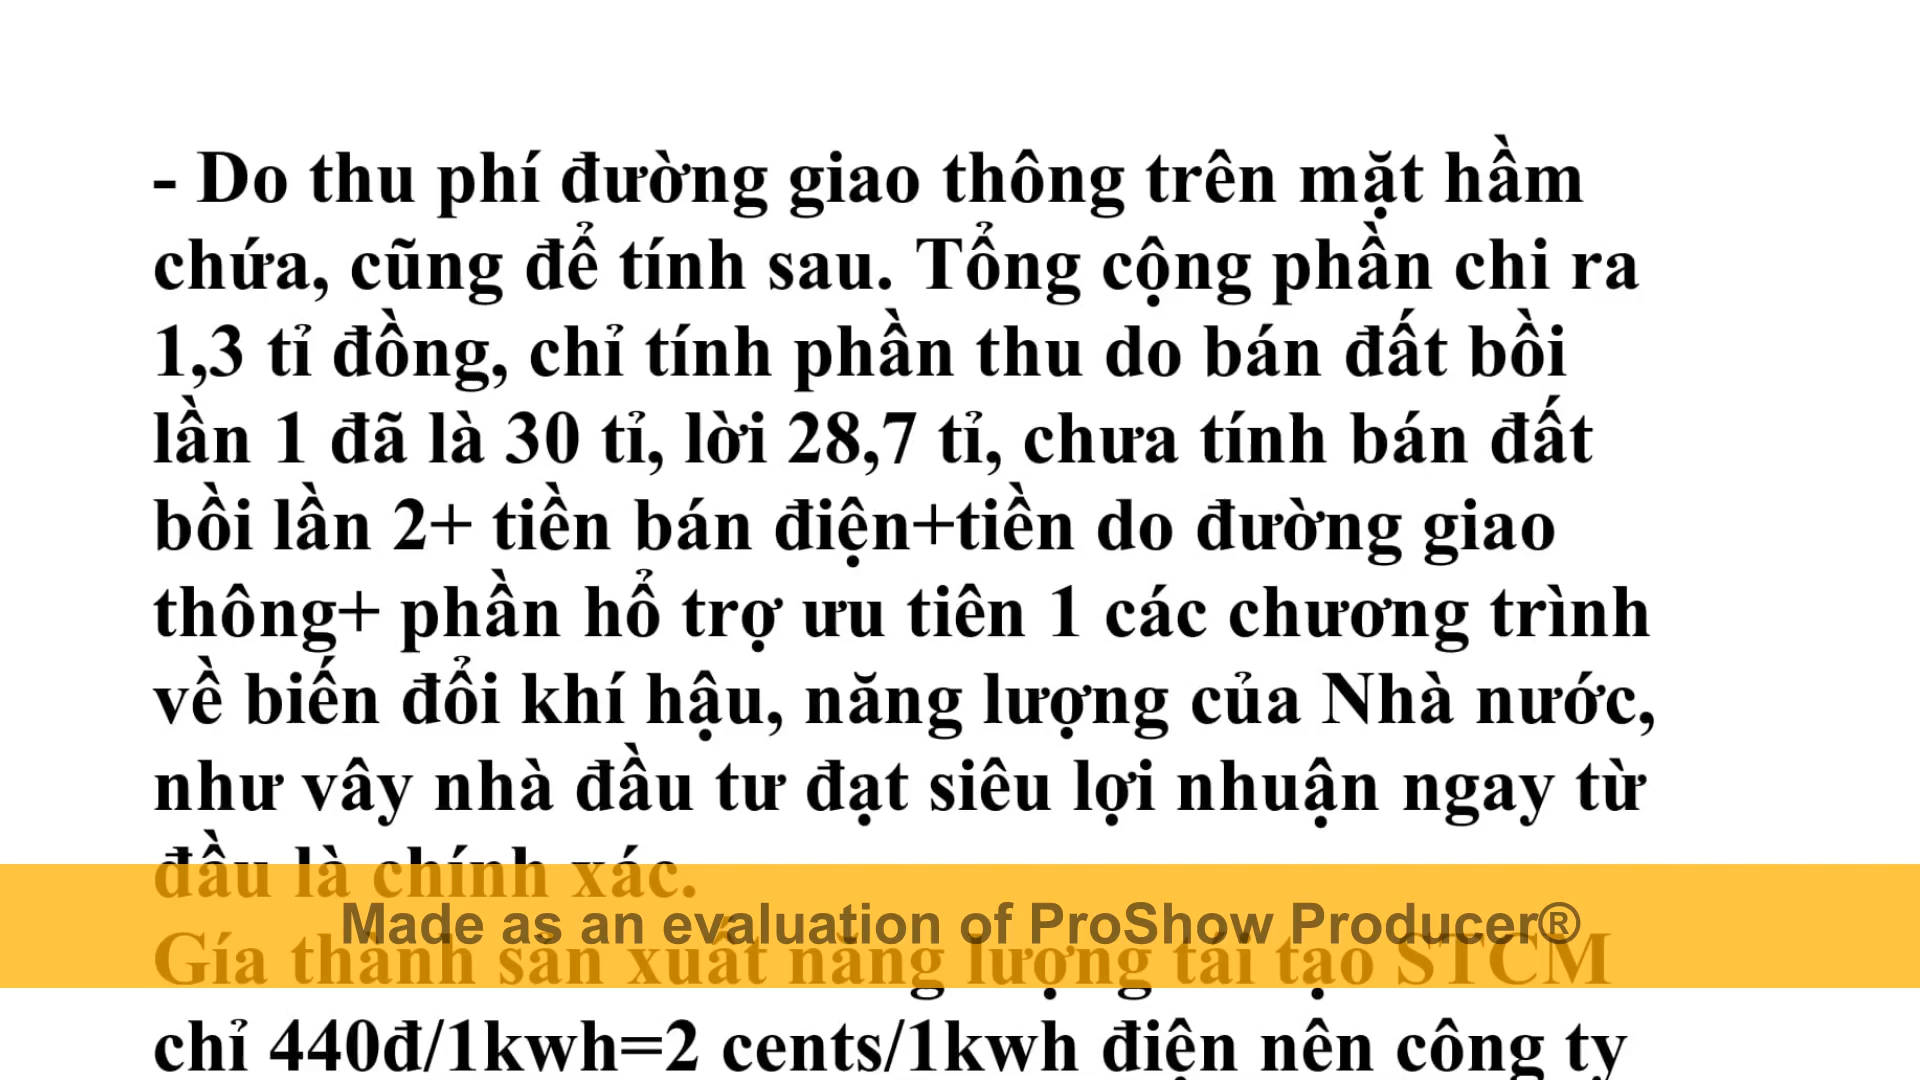 - Do thu phí đường giao thông trên mặt hầm
chứa, cũng để tính sau. Tổng cộng phần chi ra
1,3 tỉ đồng, chỉ tính phần thu do bán đất bồi
lần 1 đã là 30 tỉ, lời 28,7 tỉ, chưa tính bán đất
bồi lần 2+ tiền bán điện+tiền do đường giao
thông+ phần hổ trợ ưu tiên 1 các chương trình
về biến đổi khí hậu, năng lượng của Nhà nước,
như vây nhà đầu tư đạt siêu lợi nhuận ngay từ
đầu là chính xác.
Made as an evaluation of ProShow Producer®
Gía thành sản xuất năng lượng tái tạo STCM
chỉ 440đ/1kwh=2 cents/1kwh điện nên công ty